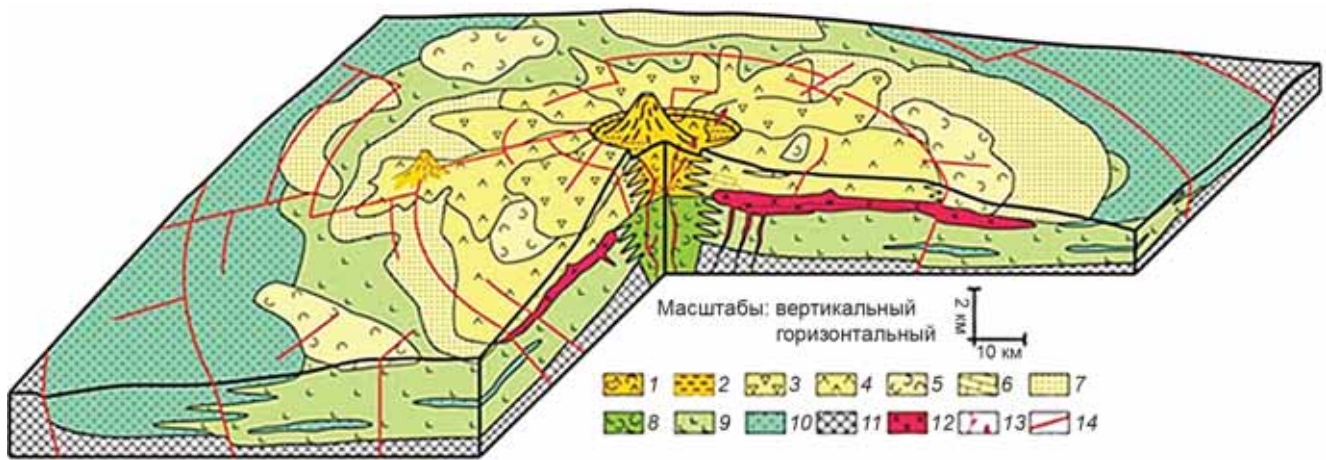 Масштабы: вертикальный
горизонтальный
2 км
10 км
1 2 3 4 5 6 7
8 9 10 11 12 13 14